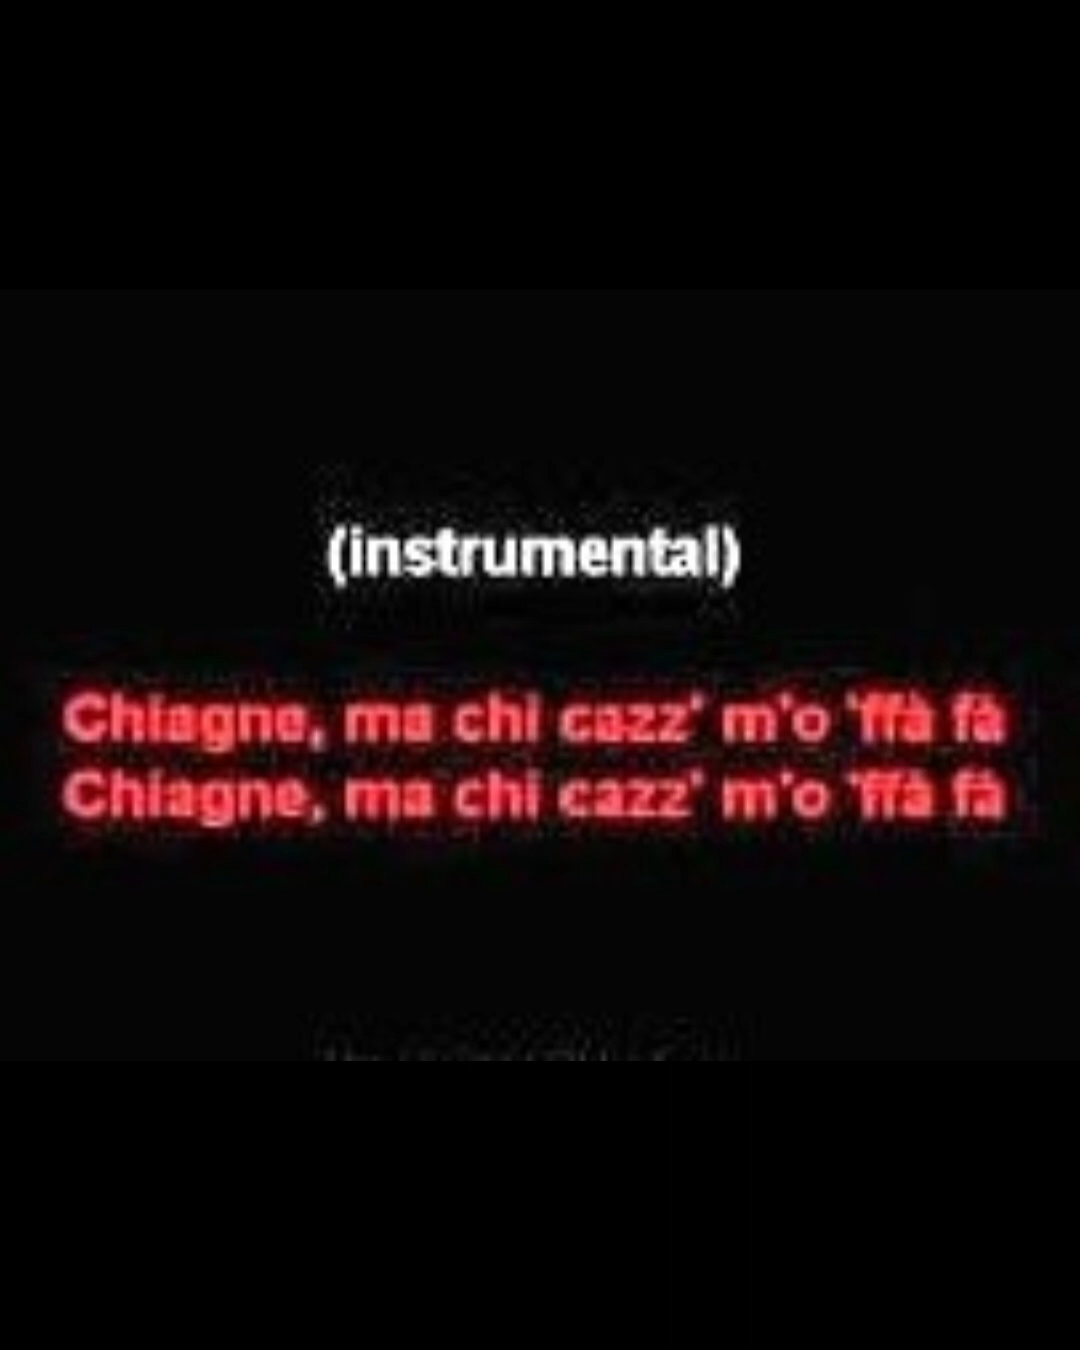 (instrumental)
Chiagne, ma chi cazz' m'o 'ffà fà
Chiagne, ma chi cazz' m'o 'ffà fà